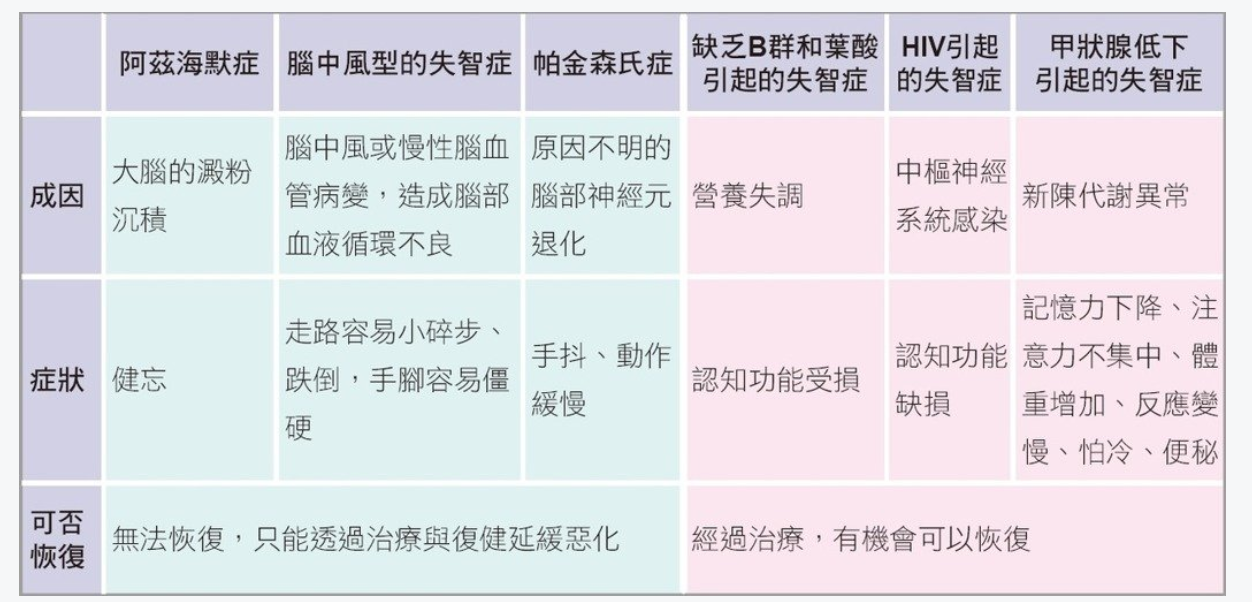 阿茲海默症
腦中風型的失智症
帕金森氏症
缺乏B群和葉酸
引起的失智症
HIV引起
的失智症
甲狀腺低下
引起的失智症
成因
大腦的澱粉
沉積
腦中風或慢性腦血
管病變，造成腦部
血液循環不良
原因不明的
腦部神經元
退化
營養失調
中樞神經
系統感染
新陳代謝異常
症狀
健忘
走路容易小碎步、
跌倒，手腳容易僵
硬
手抖、動作
緩慢
認知功能受損
認知功能
缺損
記憶力下降、注
意力不集中、體
重增加、反應變
慢、怕冷、便秘
可否
恢復
無法恢復，只能透過治療與復健延緩惡化
經過治療，有機會可以恢復